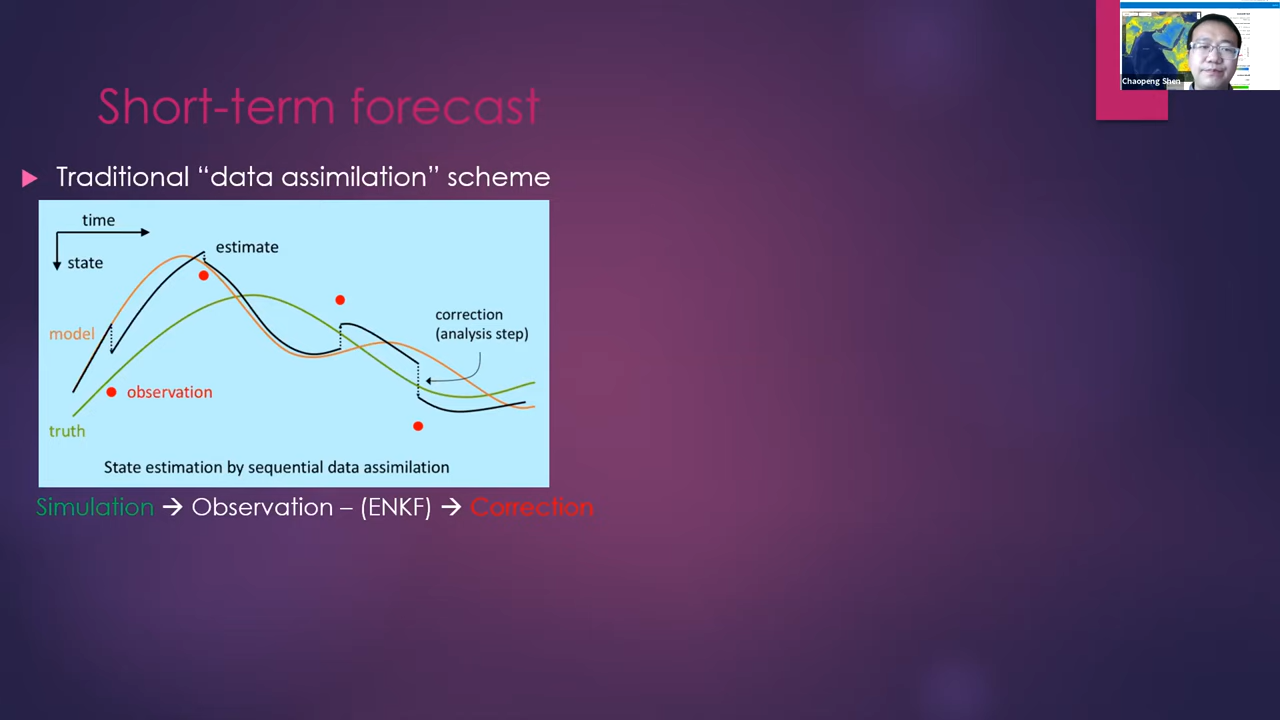 Short-term forecast
Traditional “data assimilation” scheme
time
state
estimate
model
correction
(analysis step)
observation
truth
State estimation by sequential data assimilation
Simulation → Observation – (ENKF) → Correction
Chaopeng Shen